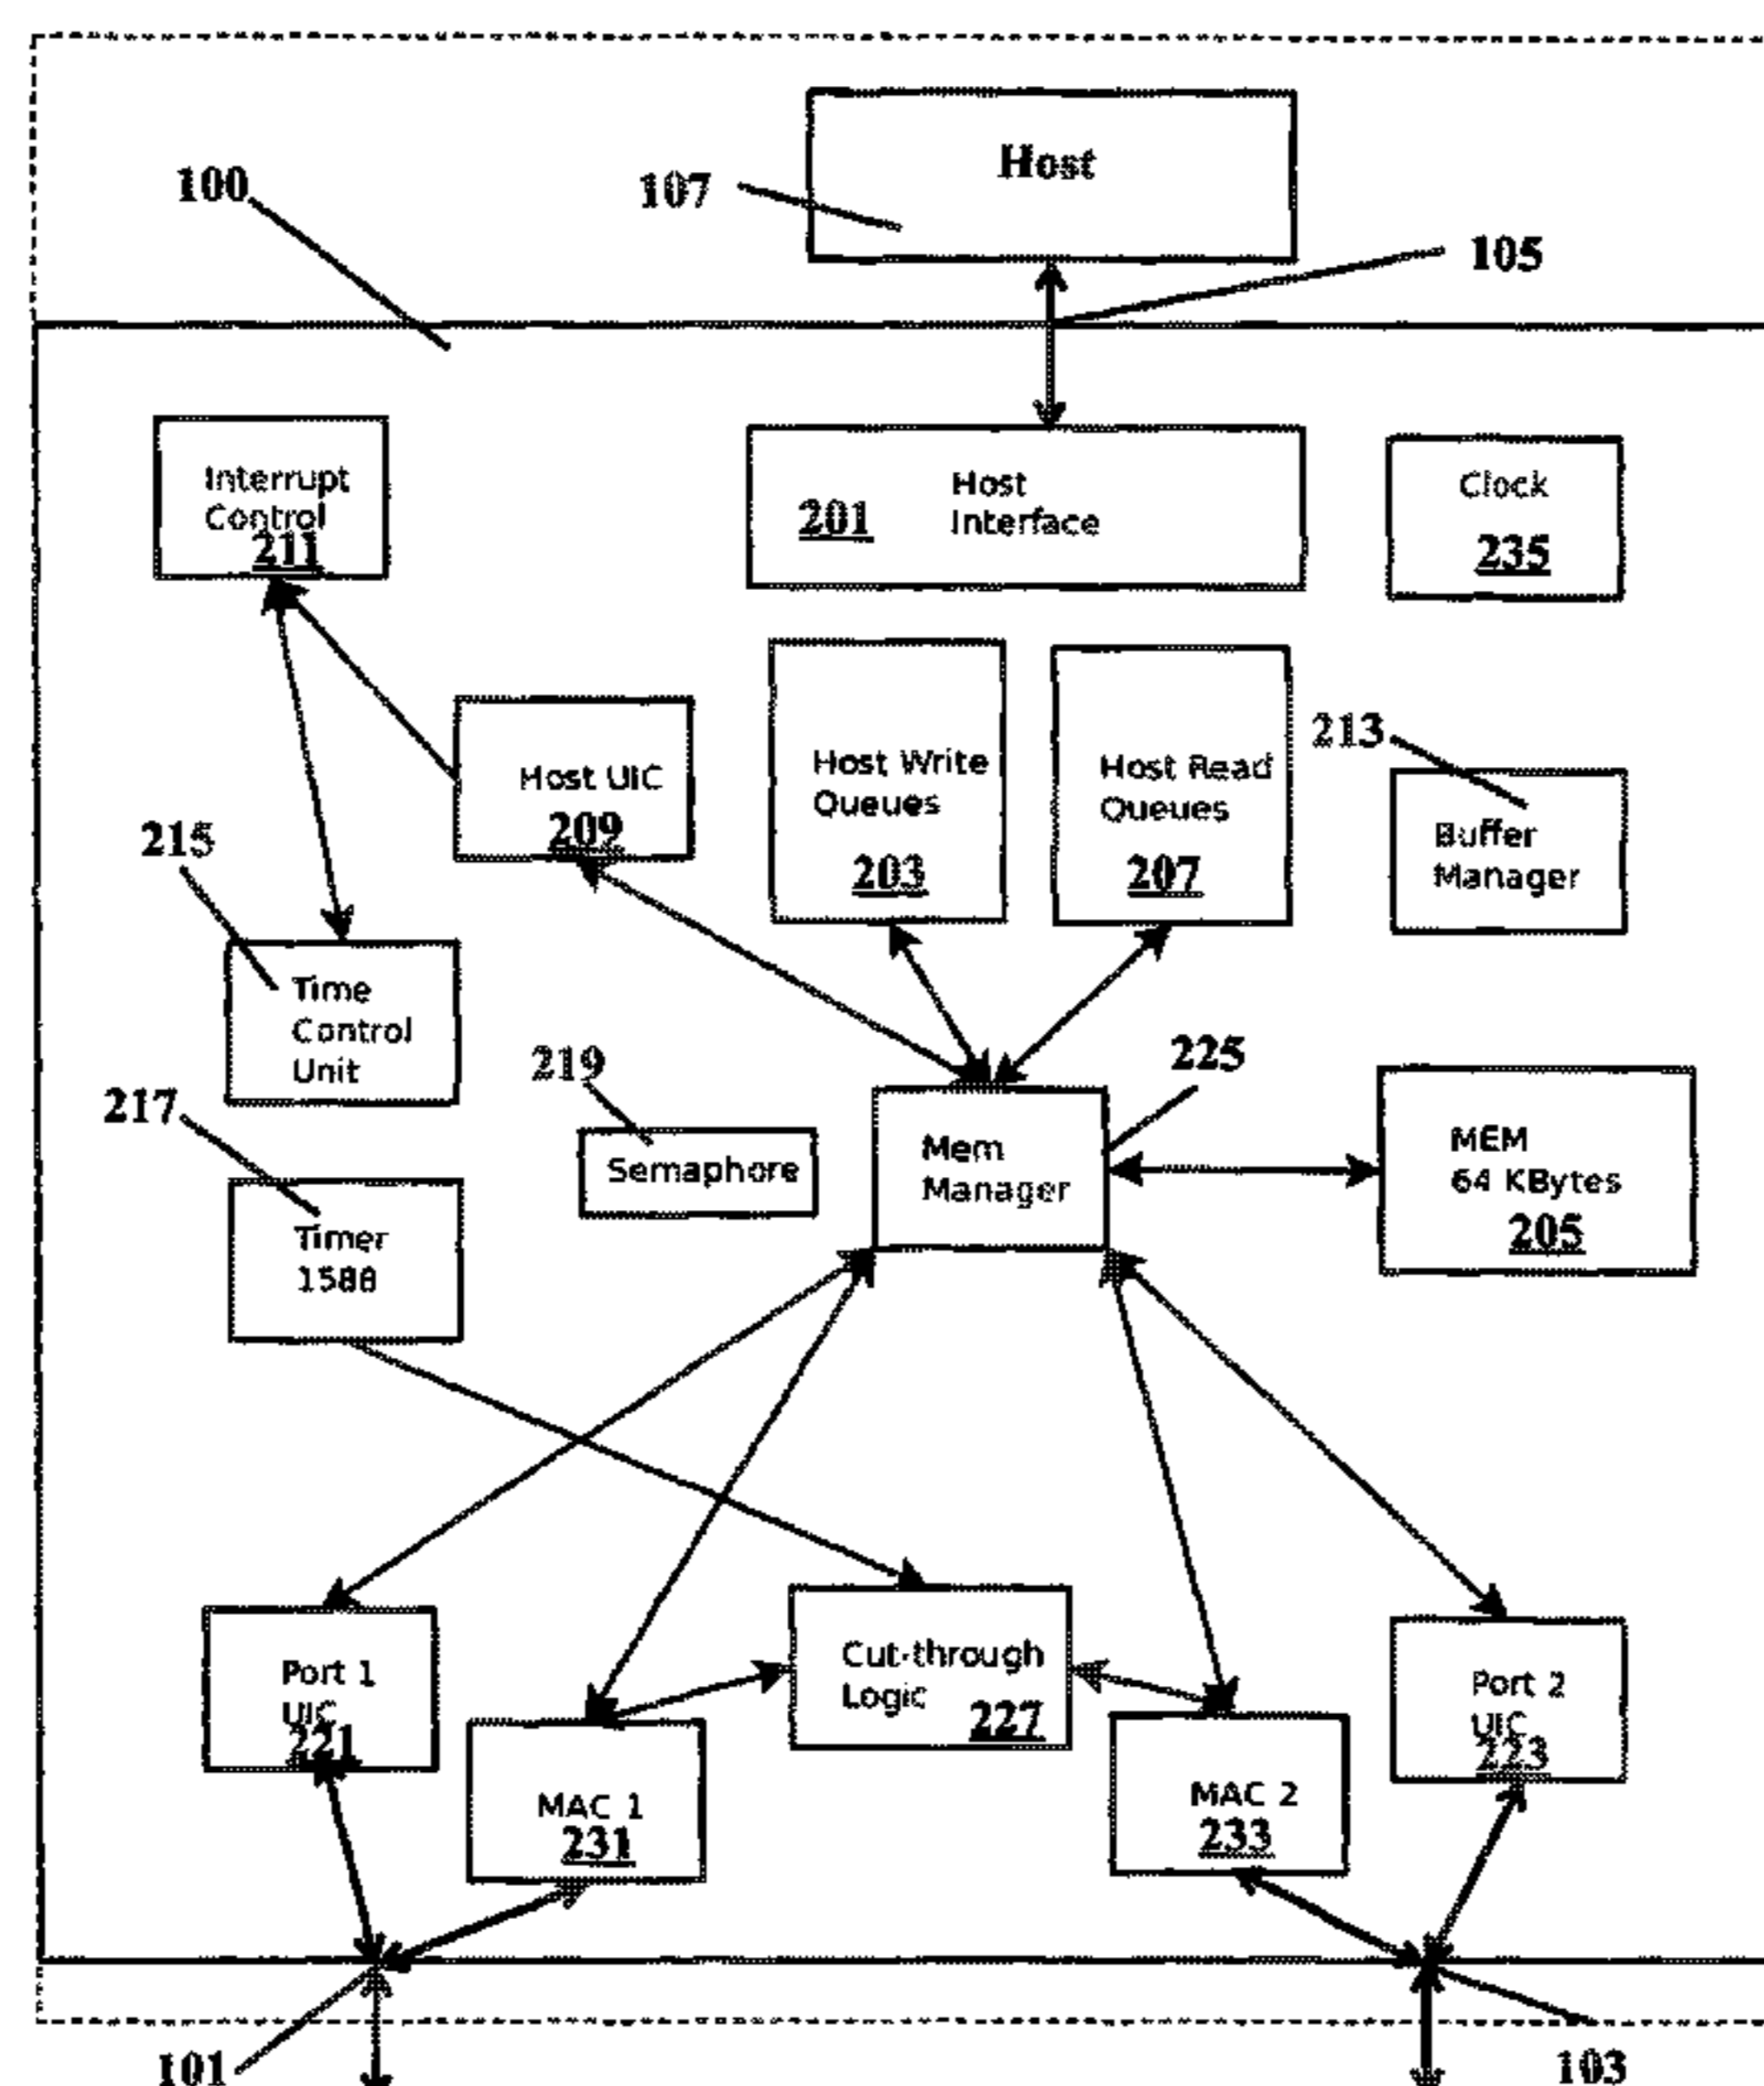 Host
107
100
105
Interrupt
Control
211
Host
Interface
201
Clock
235
Host UIC
209
Host Write
Queues
203
Host Read
Queues
207
213
Buffer
Manager
215
Time
Control
Unit
217
Timer
1588
219
Semaphore
225
Mem
Manager
MEM
64 KBytes
205
Port 1
UIC
221
MAC 1
231
Cut-through
Logic
227
MAC 2
233
Port 2
UIC
223
101
103